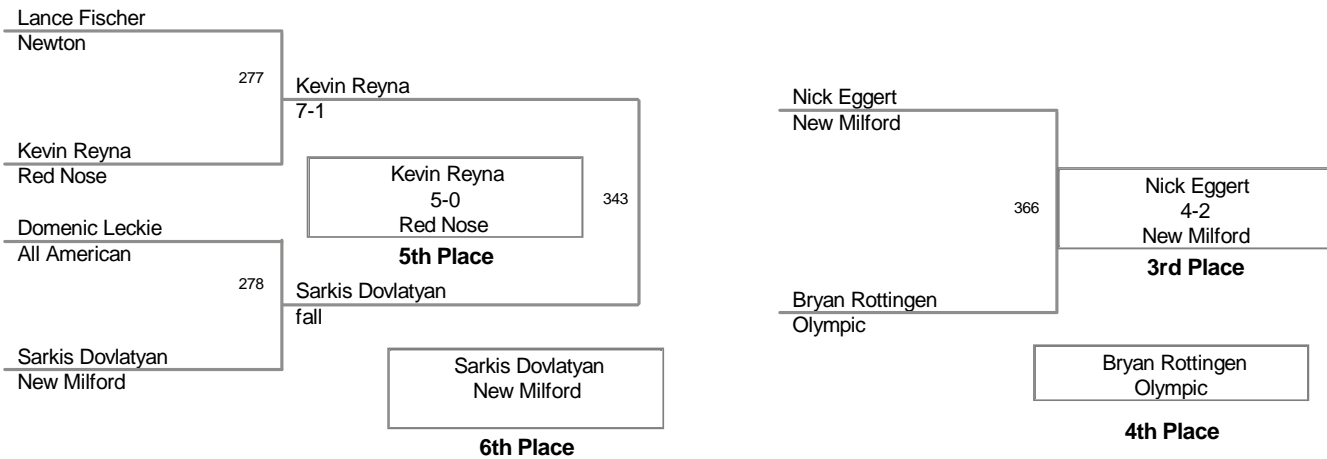 Lance Fischer
Newton
277
Kevin Reyna
7-1
Kevin Reyna
Red Nose
Kevin Reyna
5-0
Red Nose
5th Place
343
Domenic Leckie
All American
278
Sarkis Dovlatyan
fall
Sarkis Dovlatyan
New Milford
Sarkis Dovlatyan
New Milford
6th Place
Nick Eggert
New Milford
366
Nick Eggert
4-2
New Milford
3rd Place
Bryan Rottingen
Olympic
Bryan Rottingen
Olympic
4th Place